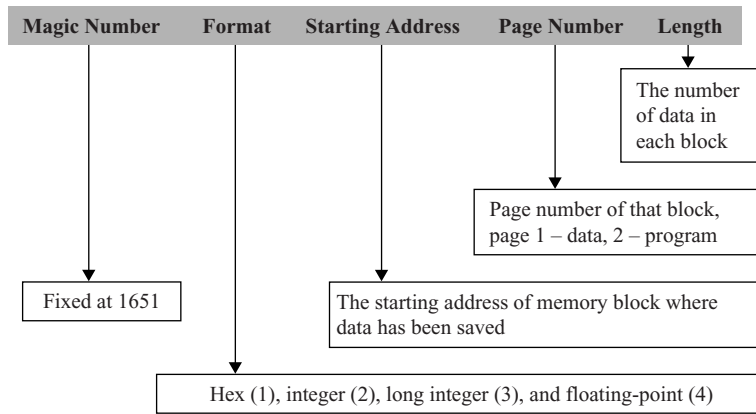 Magic Number Format Starting Address Page Number Length
The number
of data in
each block
Page number of that block,
page 1 – data, 2 – program
Fixed at 1651
The starting address of memory block where
data has been saved
Hex (1), integer (2), long integer (3), and floating-point (4)